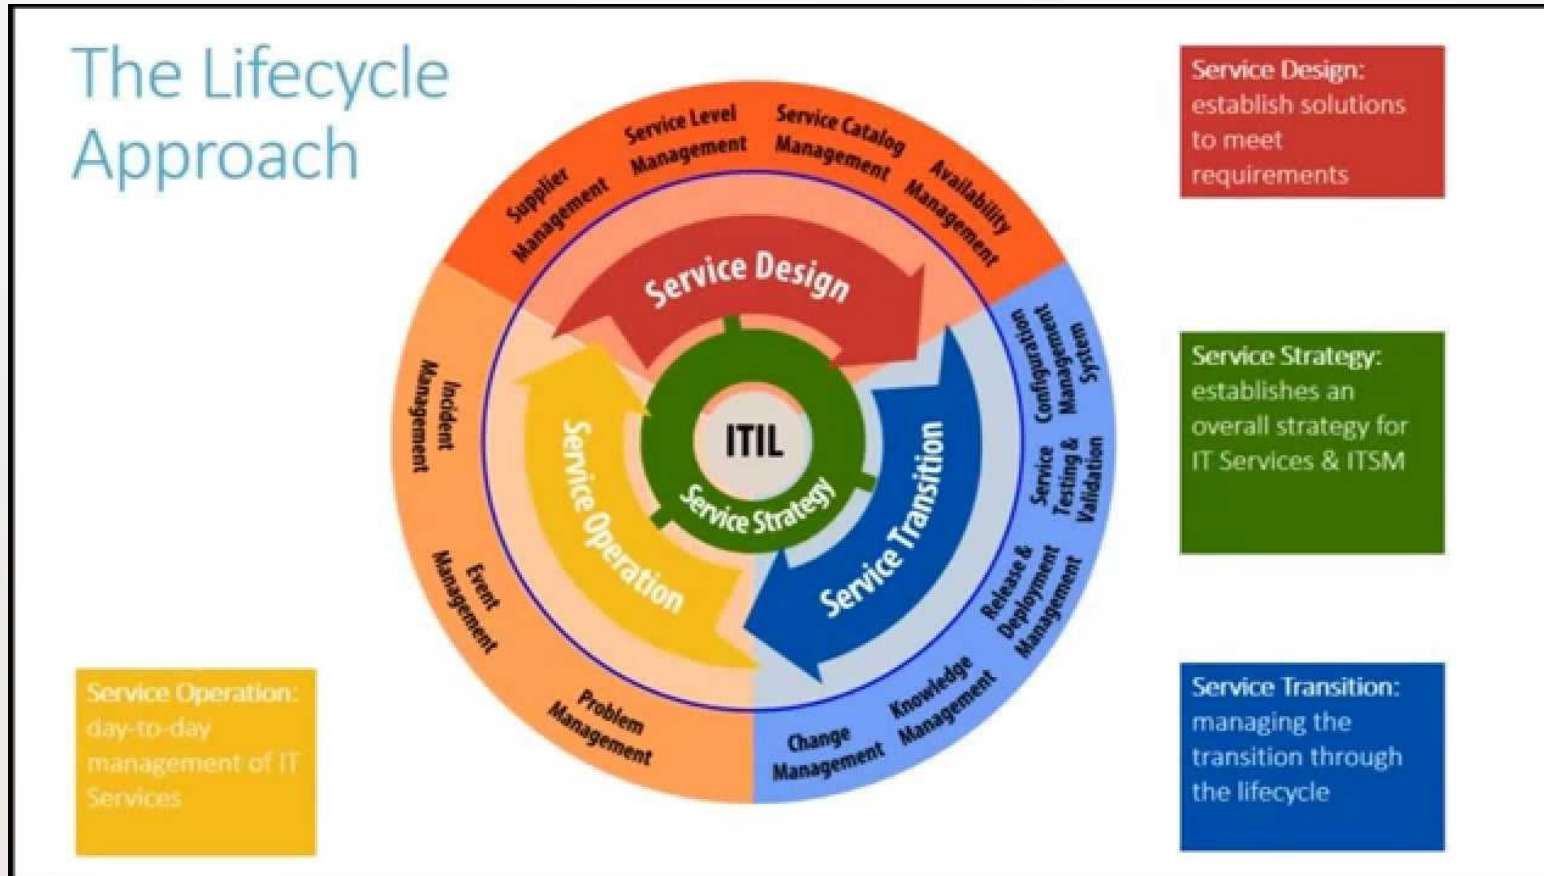 The Lifecycle
Approach
Supplier
Management
Service Level
Management
Service Catalog
Management
Availability
Management
Configuration
Management
System
Service
Testing &
Validation
Release &
Deployment
Management
Knowledge
Management
Change
Management
Problem
Management
Event
Management
Incident
Management
Service Design
Service Transition
Service Operation
Service Strategy
ITIL
Service Design:
establish solutions
to meet
requirements
Service Strategy:
establishes an
overall strategy for
IT Services & ITSM
Service Transition:
managing the
transition through
the lifecycle
Service Operation:
day-to-day
management of IT
Services